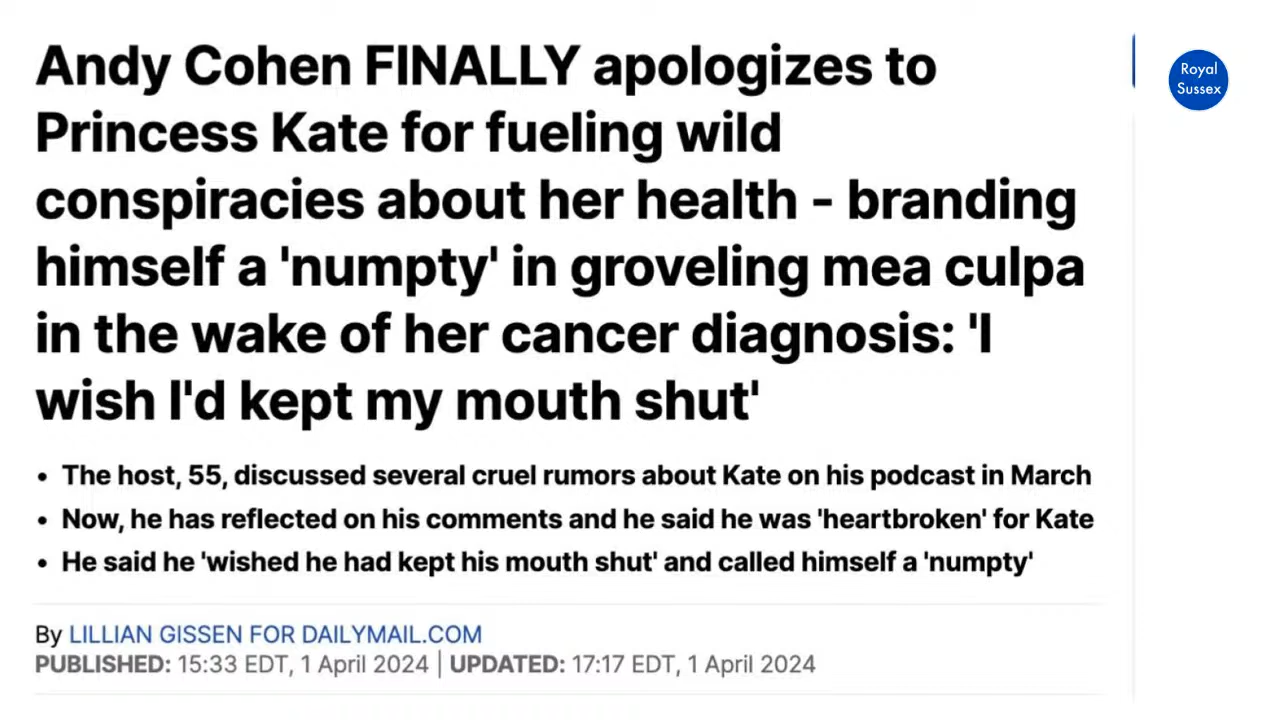 Andy Cohen FINALLY apologizes to
Princess Kate for fueling wild
conspiracies about her health - branding
himself a 'numpty' in groveling mea culpa
in the wake of her cancer diagnosis: 'I
wish I'd kept my mouth shut'
• The host, 55, discussed several cruel rumors about Kate on his podcast in March
• Now, he has reflected on his comments and he said he was 'heartbroken' for Kate
• He said he 'wished he had kept his mouth shut' and called himself a 'numpty'
By LILLIAN GISSEN FOR DAILYMAIL.COM
PUBLISHED: 15:33 EDT, 1 April 2024 | UPDATED: 17:17 EDT, 1 April 2024
Royal
Sussex